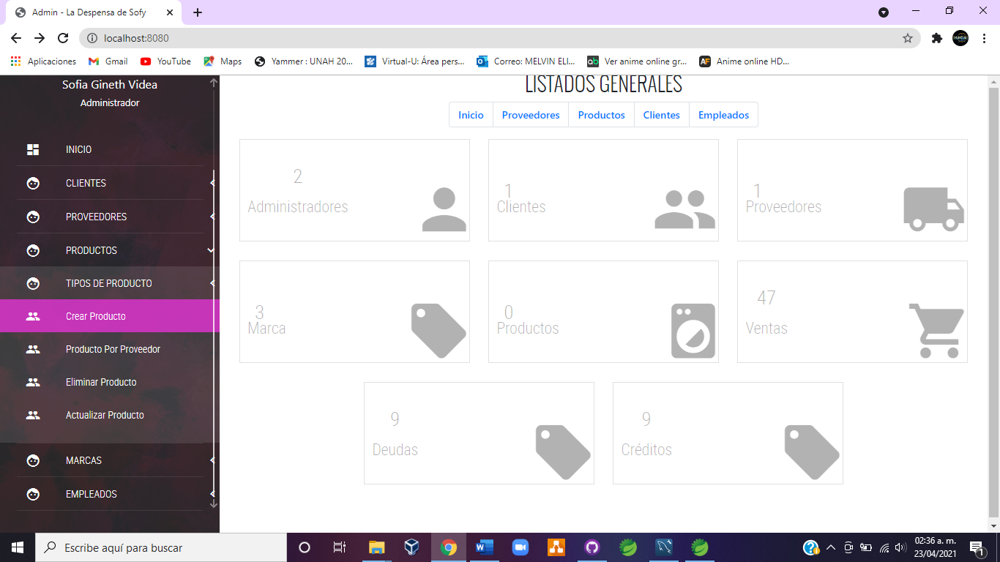 Admin - La Despensa de Sofy
localhost:8080
Aplicaciones
Gmail
YouTube
Maps
Yammer : UNAH 20...
Virtual-U: Área pers...
Correo: MELVIN ELI...
Ver anime online gr...
Anime online HD...
Sofia Gineth Videa
Administrador
INICIO
CLIENTES
PROVEEDORES
PRODUCTOS
TIPOS DE PRODUCTO
Crear Producto
Producto Por Proveedor
Eliminar Producto
Actualizar Producto
MARCAS
EMPLEADOS
LISTADOS GENERALES
Inicio
Proveedores
Productos
Clientes
Empleados
2
Administradores
1
Clientes
1
Proveedores
3
Marca
0
Productos
47
Ventas
9
Deudas
9
Créditos
Escribe aquí para buscar
02:36 a. m.
23/04/2021
1